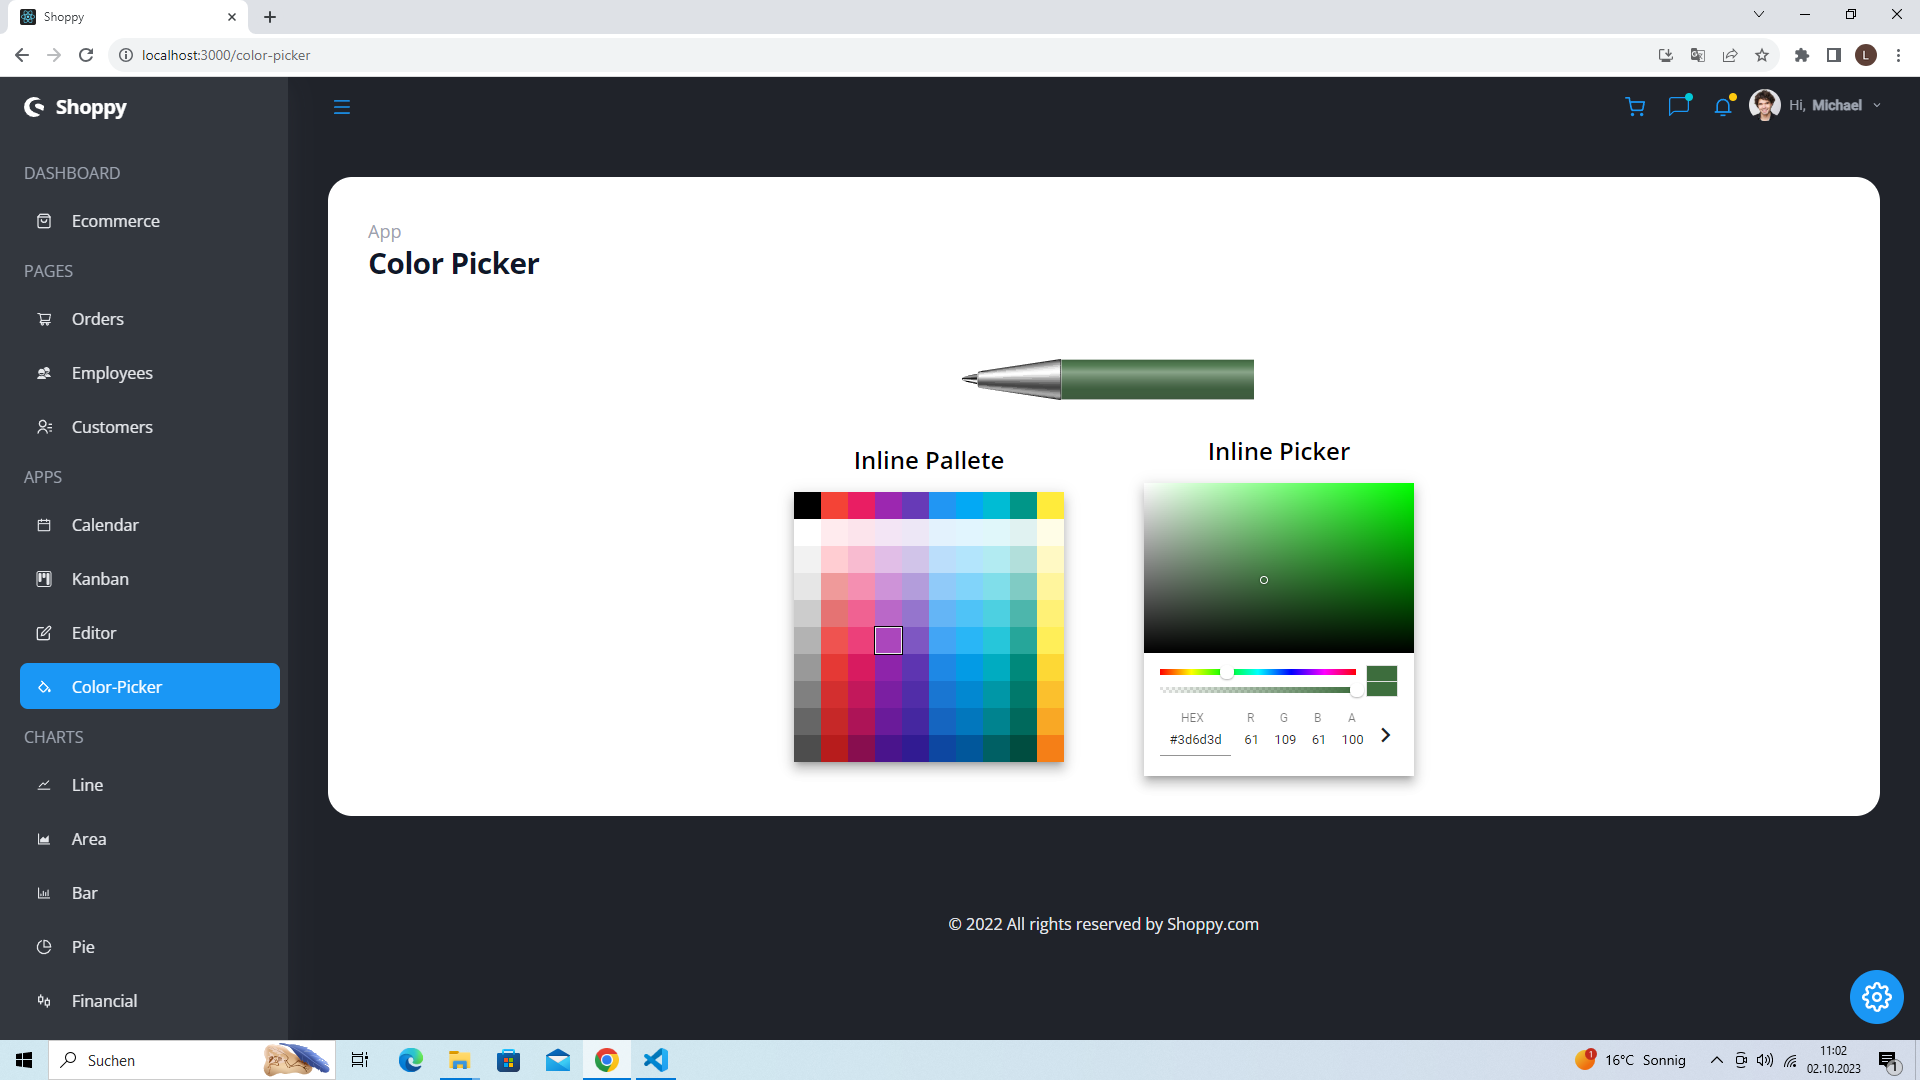 Shoppy
localhost:3000/color-picker
L
Shoppy
Hi, Michael
DASHBOARD
Ecommerce
PAGES
Orders
Employees
Customers
APPS
Calendar
Kanban
Editor
Color-Picker
CHARTS
Line
Area
Bar
Pie
Financial
App
Color Picker
Inline Pallete
Inline Picker
HEX R G B A
#3d6d3d 61 109 61 100
© 2022 All rights reserved by Shoppy.com
Suchen
1
16°C Sonnig
11:02
02.10.2023
1